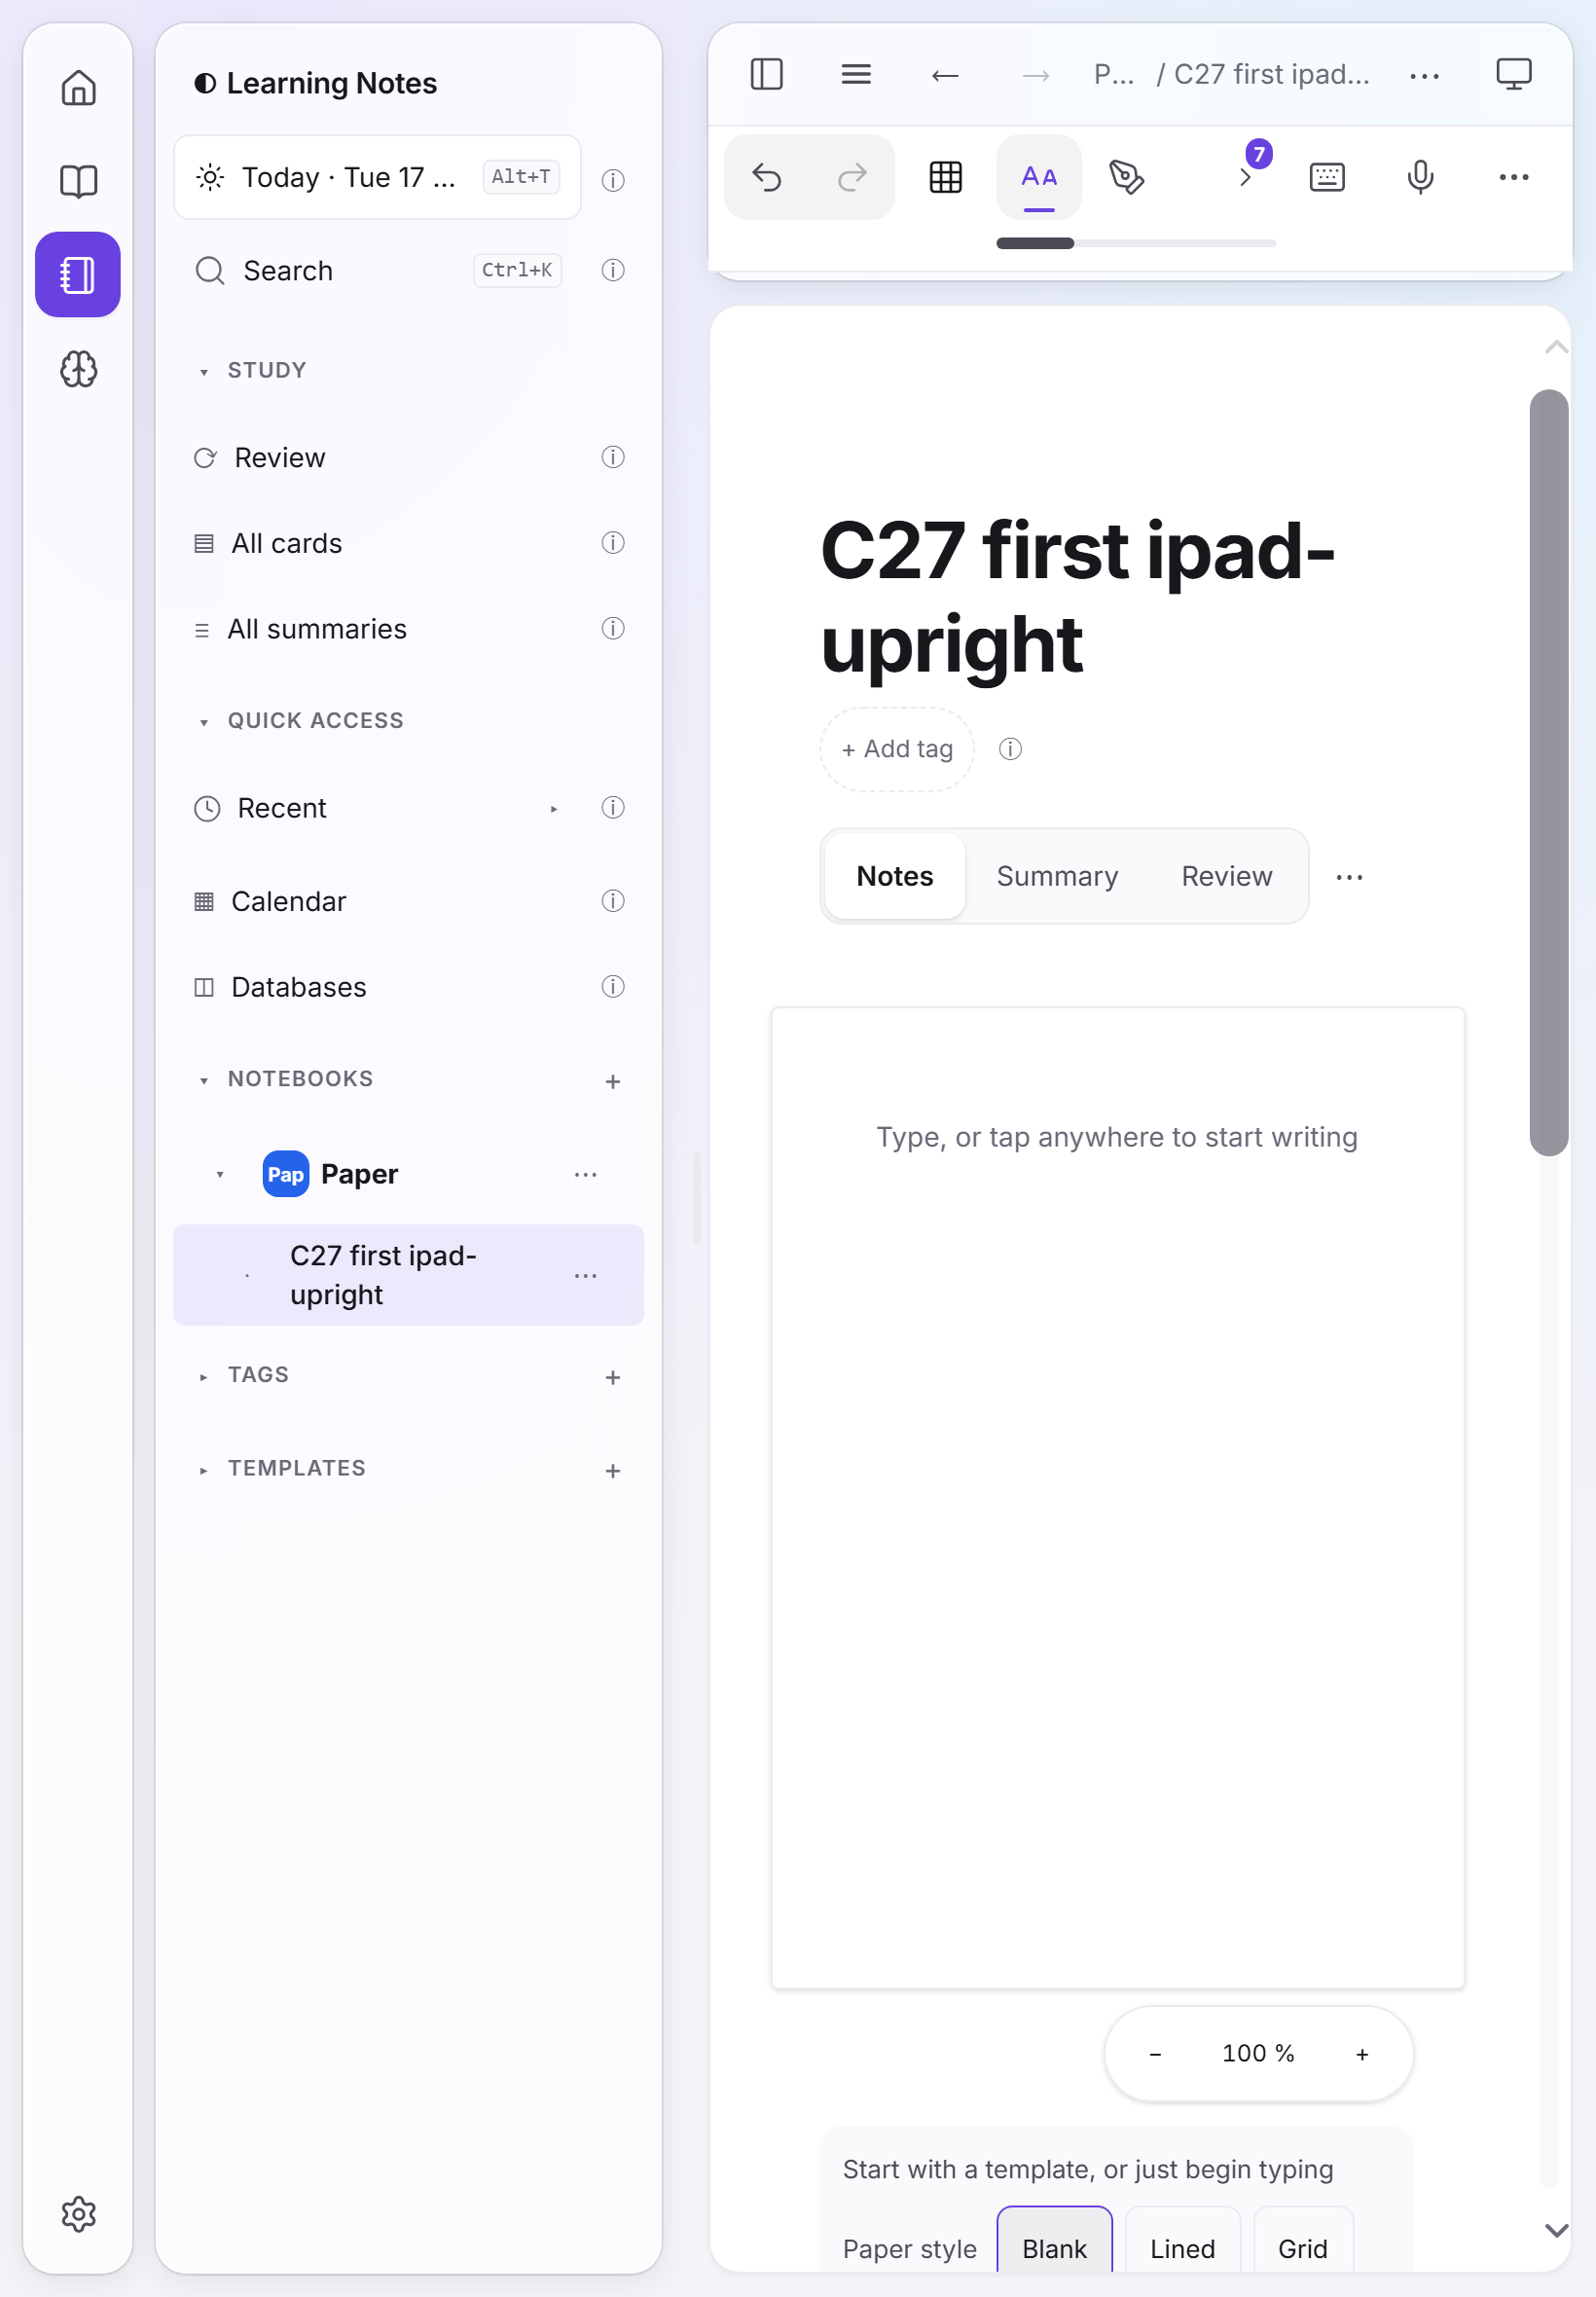 Learning Notes
Today · Tue 17 ... Alt+T
Search Ctrl+K
STUDY
Review
All cards
All summaries
QUICK ACCESS
Recent
Calendar
Databases
NOTEBOOKS +
Pap Paper ...
C27 first ipad-
upright ...
TAGS +
TEMPLATES +
P... / C27 first ipad... ...
AA 7 ...
C27 first ipad-
upright
+ Add tag
Notes Summary Review ...
Type, or tap anywhere to start writing
− 100 % +
Start with a template, or just begin typing
Paper style Blank Lined Grid